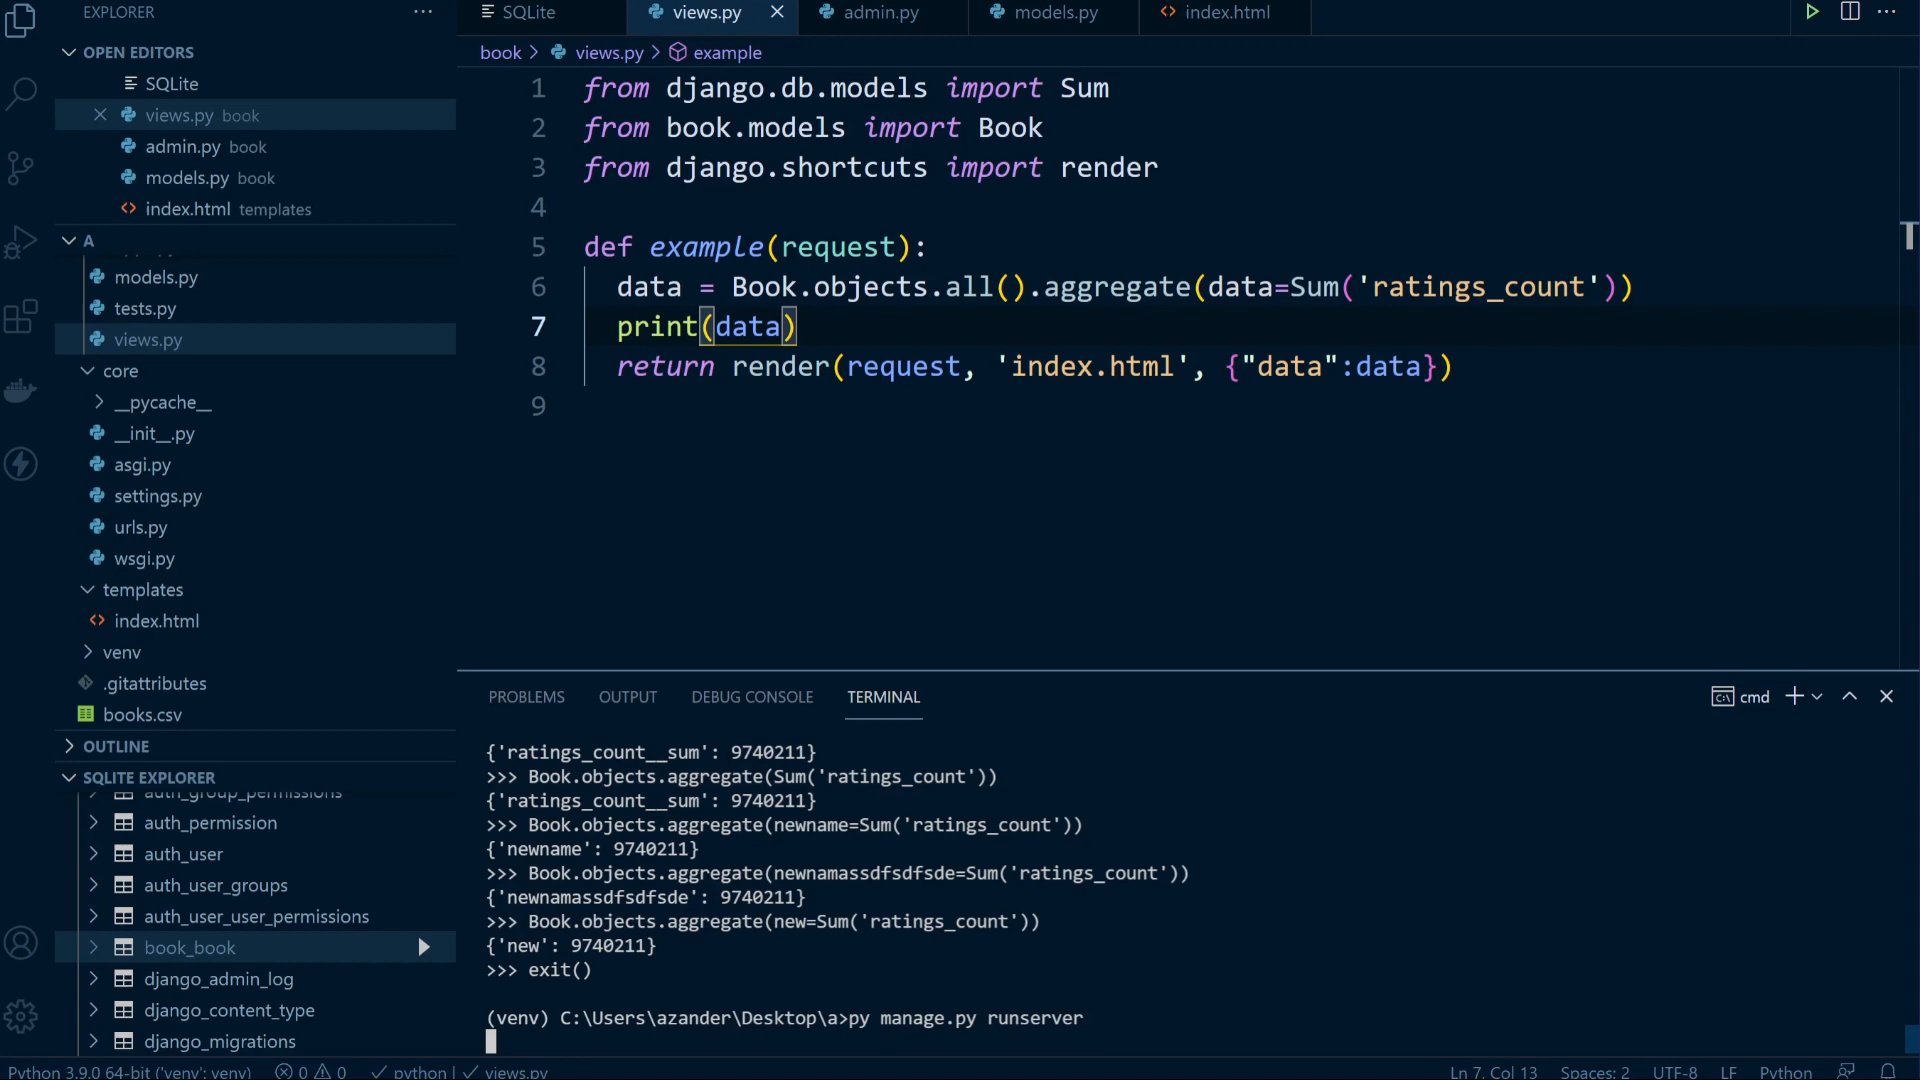 EXPLORER
OPEN EDITORS
SQLite
views.py book
admin.py book
models.py book
index.html templates
A
models.py
tests.py
views.py
core
__pycache__
__init__.py
asgi.py
settings.py
urls.py
wsgi.py
templates
index.html
venv
.gitattributes
books.csv
OUTLINE
SQLITE EXPLORER
auth_group_permissions
auth_permission
auth_user
auth_user_groups
auth_user_user_permissions
book_book
django_admin_log
django_content_type
django_migrations
SQLite views.py admin.py models.py index.html
book > views.py > example
1 from django.db.models import Sum
2 from book.models import Book
3 from django.shortcuts import render
4
5 def example(request):
6 data = Book.objects.all().aggregate(data=Sum('ratings_count'))
7 print(data)
8 return render(request, 'index.html', {"data":data})
9
PROBLEMS OUTPUT DEBUG CONSOLE TERMINAL cmd
{'ratings_count__sum': 9740211}
>>> Book.objects.aggregate(Sum('ratings_count'))
{'ratings_count__sum': 9740211}
>>> Book.objects.aggregate(newname=Sum('ratings_count'))
{'newname': 9740211}
>>> Book.objects.aggregate(newnamassdfsdfsde=Sum('ratings_count'))
{'newnamassdfsdfsde': 9740211}
>>> Book.objects.aggregate(new=Sum('ratings_count'))
{'new': 9740211}
>>> exit()
(venv) C:\Users\azander\Desktop\a>py manage.py runserver
Python 3.9.0 64-bit ('venv': venv) 0 0 python | views.py Ln 7, Col 13 Spaces: 2 UTF-8 LF Python